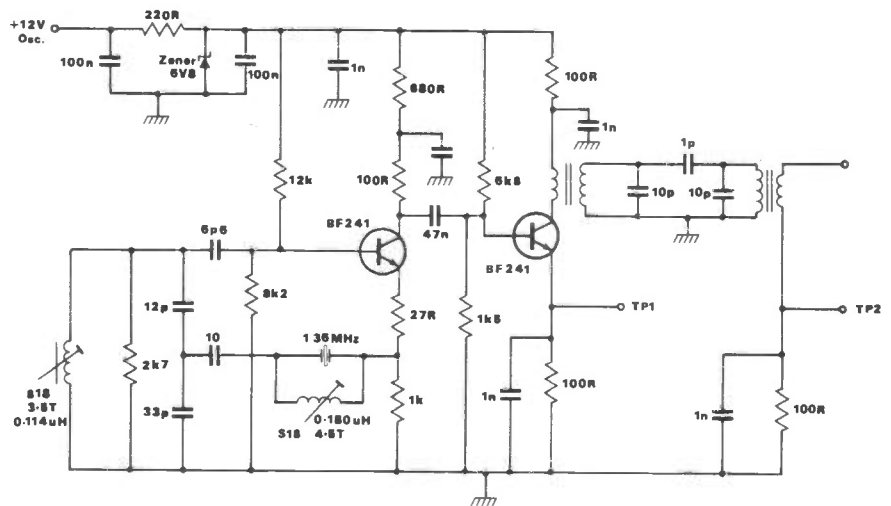 +12V
Osc.
220R
100n
Zener
6V8
100n
1n
680R
100R
1n
12k
100R
6k8
1p
10p
10p
6p6
BF241
47n
BF241
12p
8k2
27R
1k5
TP1
TP2
10
136MHz
2k7
S18
3·5T
0·114uH
33p
0·150uH
S18 4·5T
1k
1n
100R
1n
100R